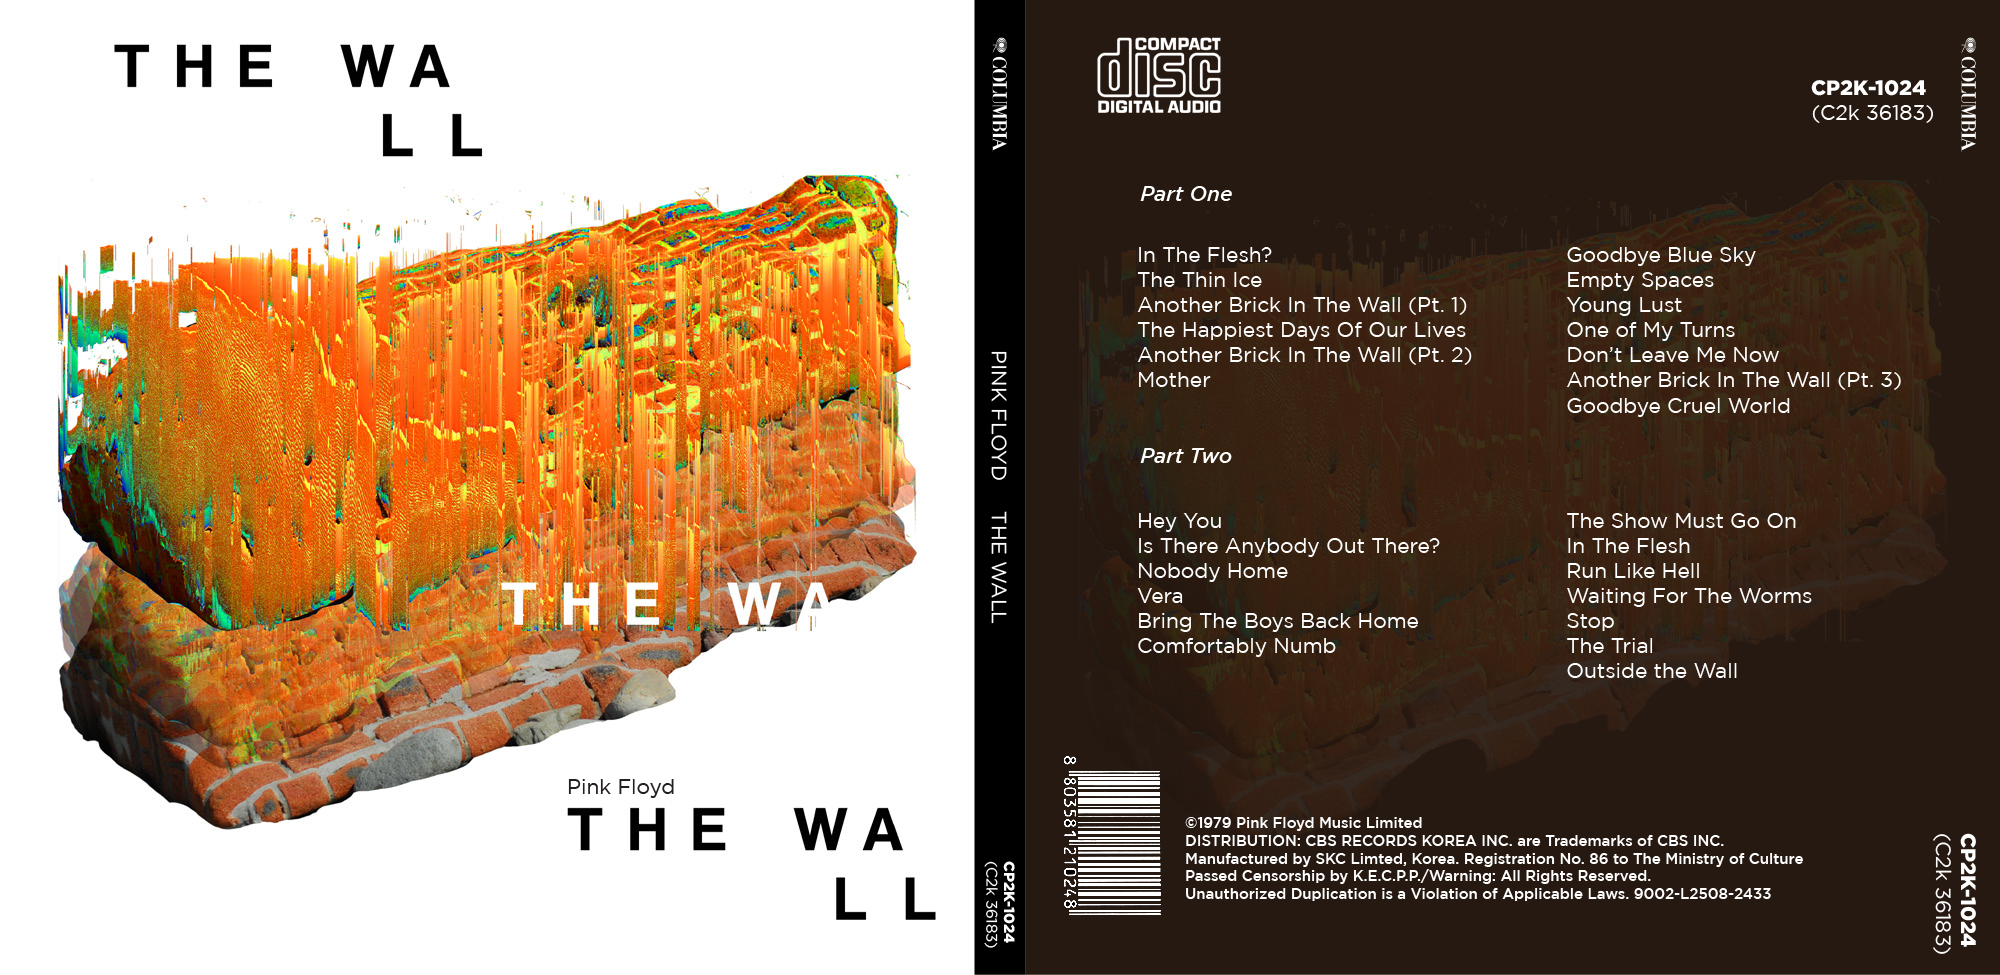 THE WA
LL
THE WA
Pink Floyd
THE WA
LL
COLUMBIA
PINK FLOYD THE WALL
CP2K-1024
(C2k 36183)
COMPACT
disc
DIGITAL AUDIO
CP2K-1024
(C2k 36183)
COLUMBIA
Part One
In The Flesh?
The Thin Ice
Another Brick In The Wall (Pt. 1)
The Happiest Days Of Our Lives
Another Brick In The Wall (Pt. 2)
Mother
Goodbye Blue Sky
Empty Spaces
Young Lust
One of My Turns
Don’t Leave Me Now
Another Brick In The Wall (Pt. 3)
Goodbye Cruel World
Part Two
Hey You
Is There Anybody Out There?
Nobody Home
Vera
Bring The Boys Back Home
Comfortably Numb
The Show Must Go On
In The Flesh
Run Like Hell
Waiting For The Worms
Stop
The Trial
Outside the Wall
8 803581 210248
©1979 Pink Floyd Music Limited
DISTRIBUTION: CBS RECORDS KOREA INC. are Trademarks of CBS INC.
Manufactured by SKC Limted, Korea. Registration No. 86 to The Ministry of Culture
Passed Censorship by K.E.C.P.P./Warning: All Rights Reserved.
Unauthorized Duplication is a Violation of Applicable Laws. 9002-L2508-2433
CP2K-1024
(C2k 36183)